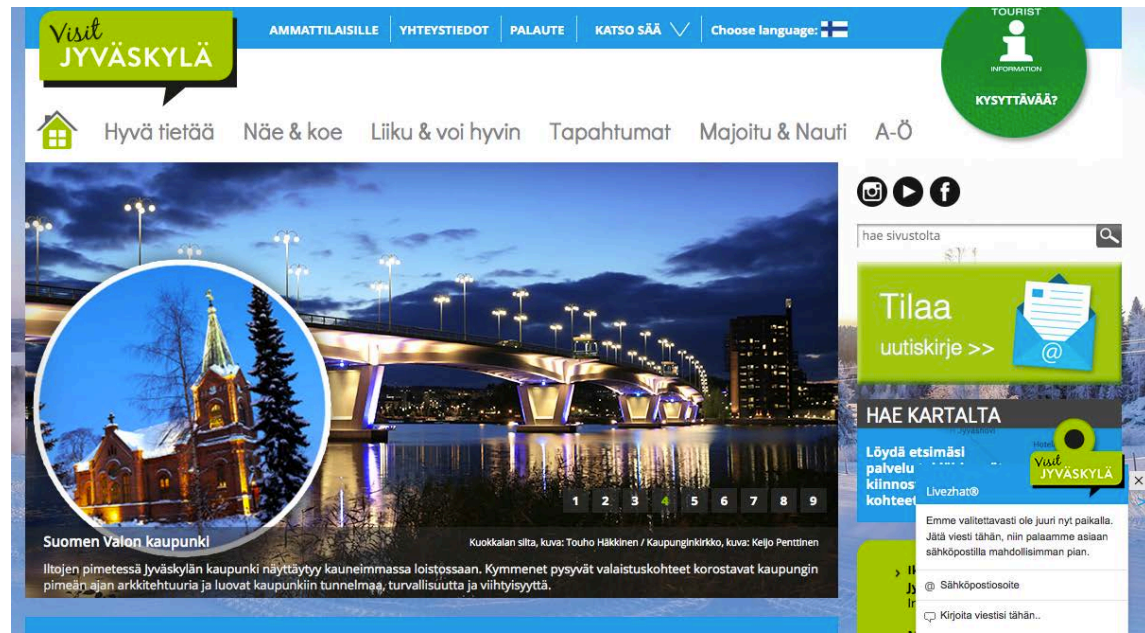 Visit
JYVÄSKYLÄ
AMMATTILAISILLE
YHTEYSTIEDOT
PALAUTE
KATSO SÄÄ
Choose language:
TOURIST
INFORMATION
KYSYTTÄVÄÄ?
Hyvä tietää
Näe & koe
Liiku & voi hyvin
Tapahtumat
Majoitu & Nauti
A-Ö
hae sivustolta
Tilaa
uutiskirje >>
@
HAE KARTALTA
Löydä etsimäsi
palvelu
kohteet
1 2 3 4 5 6 7 8 9
Suomen Valon kaupunki
Kuokkalan silta, kuva: Touho Häkkinen / Kaupunginkirkko, kuva: Keijo Penttinen
Iltojen pimetessä Jyväskylän kaupunki näyttäytyy kauneimmassa loistossaan. Kymmenet pysyvät valaistuskohteet korostavat kaupungin
pimeän ajan arkkitehtuuria ja luovat kaupunkiin tunnelmaa, turvallisuutta ja viihtyisyyttä.
Visit
JYVÄSKYLÄ
Livezhat®
Emme valitettavasti ole juuri nyt paikalla.
Jätä viesti tähän, niin palaamme asiaan
sähköpostilla mahdollisimman pian.
@ Sähköpostiosoite
Kirjoita viestisi tähän..